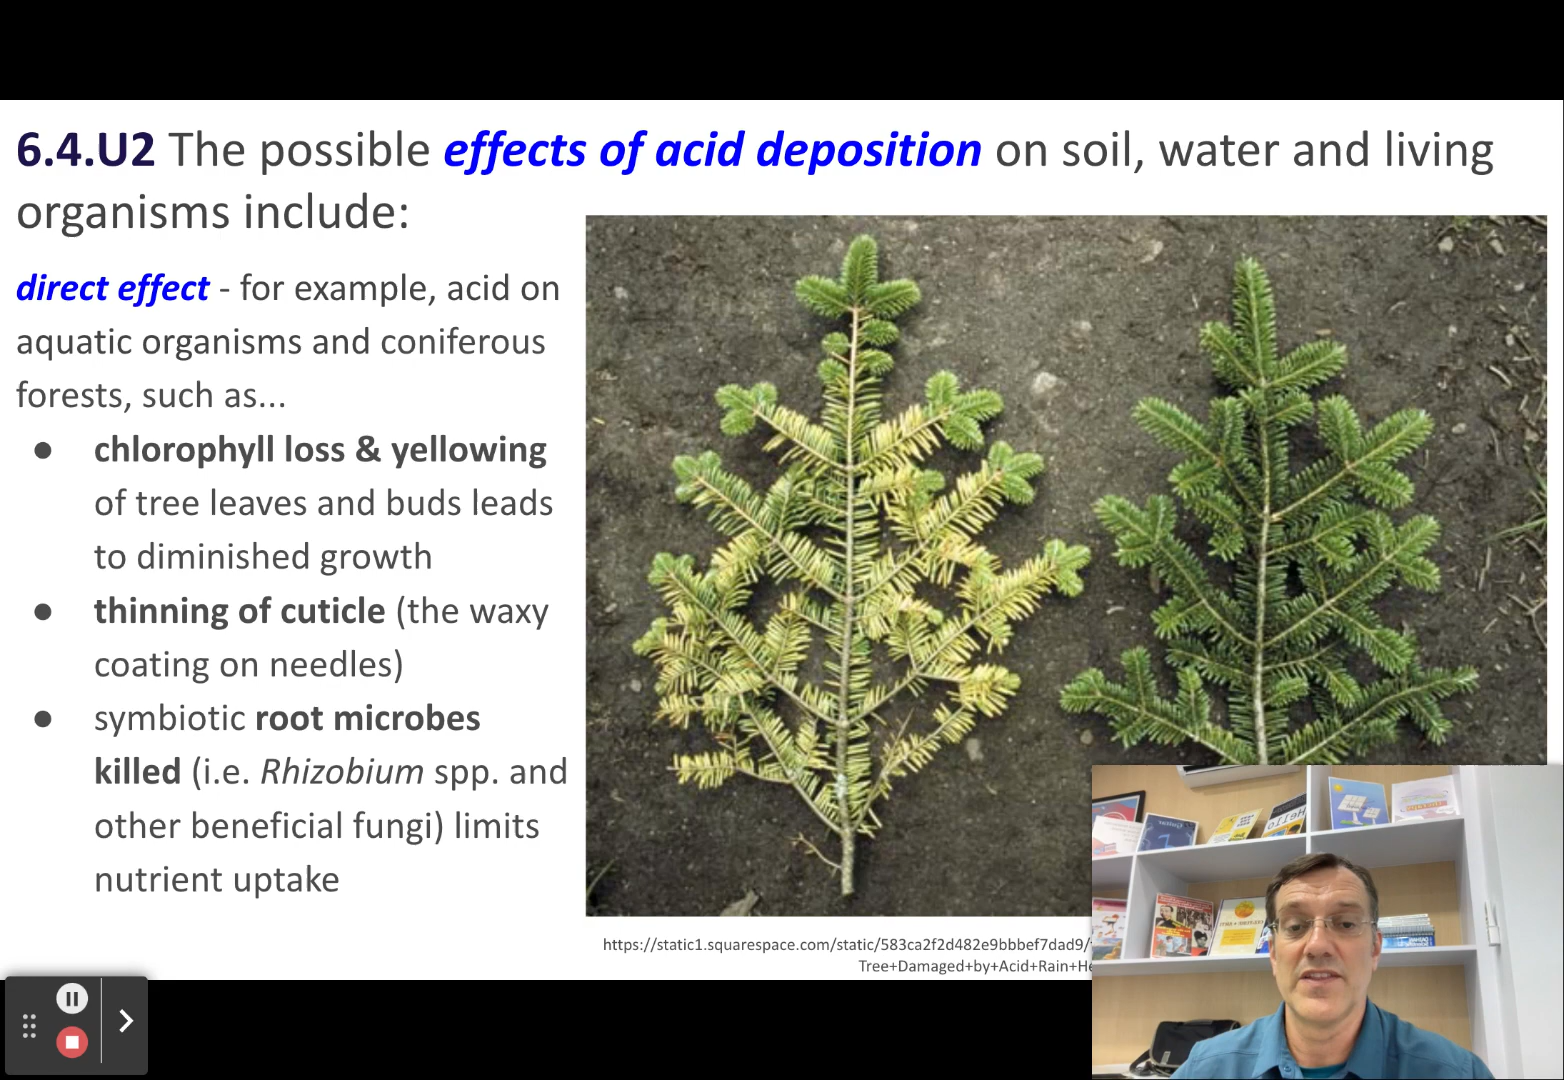 6.4.U2 The possible effects of acid deposition on soil, water and living
organisms include:
direct effect - for example, acid on
aquatic organisms and coniferous
forests, such as...
● chlorophyll loss & yellowing
of tree leaves and buds leads
to diminished growth
● thinning of cuticle (the waxy
coating on needles)
● symbiotic root microbes
killed (i.e. Rhizobium spp. and
other beneficial fungi) limits
nutrient uptake
https://static1.squarespace.com/static/583ca2f2d482e9bbbef7dad9/
Tree+Damaged+by+Acid+Rain+He
Hello